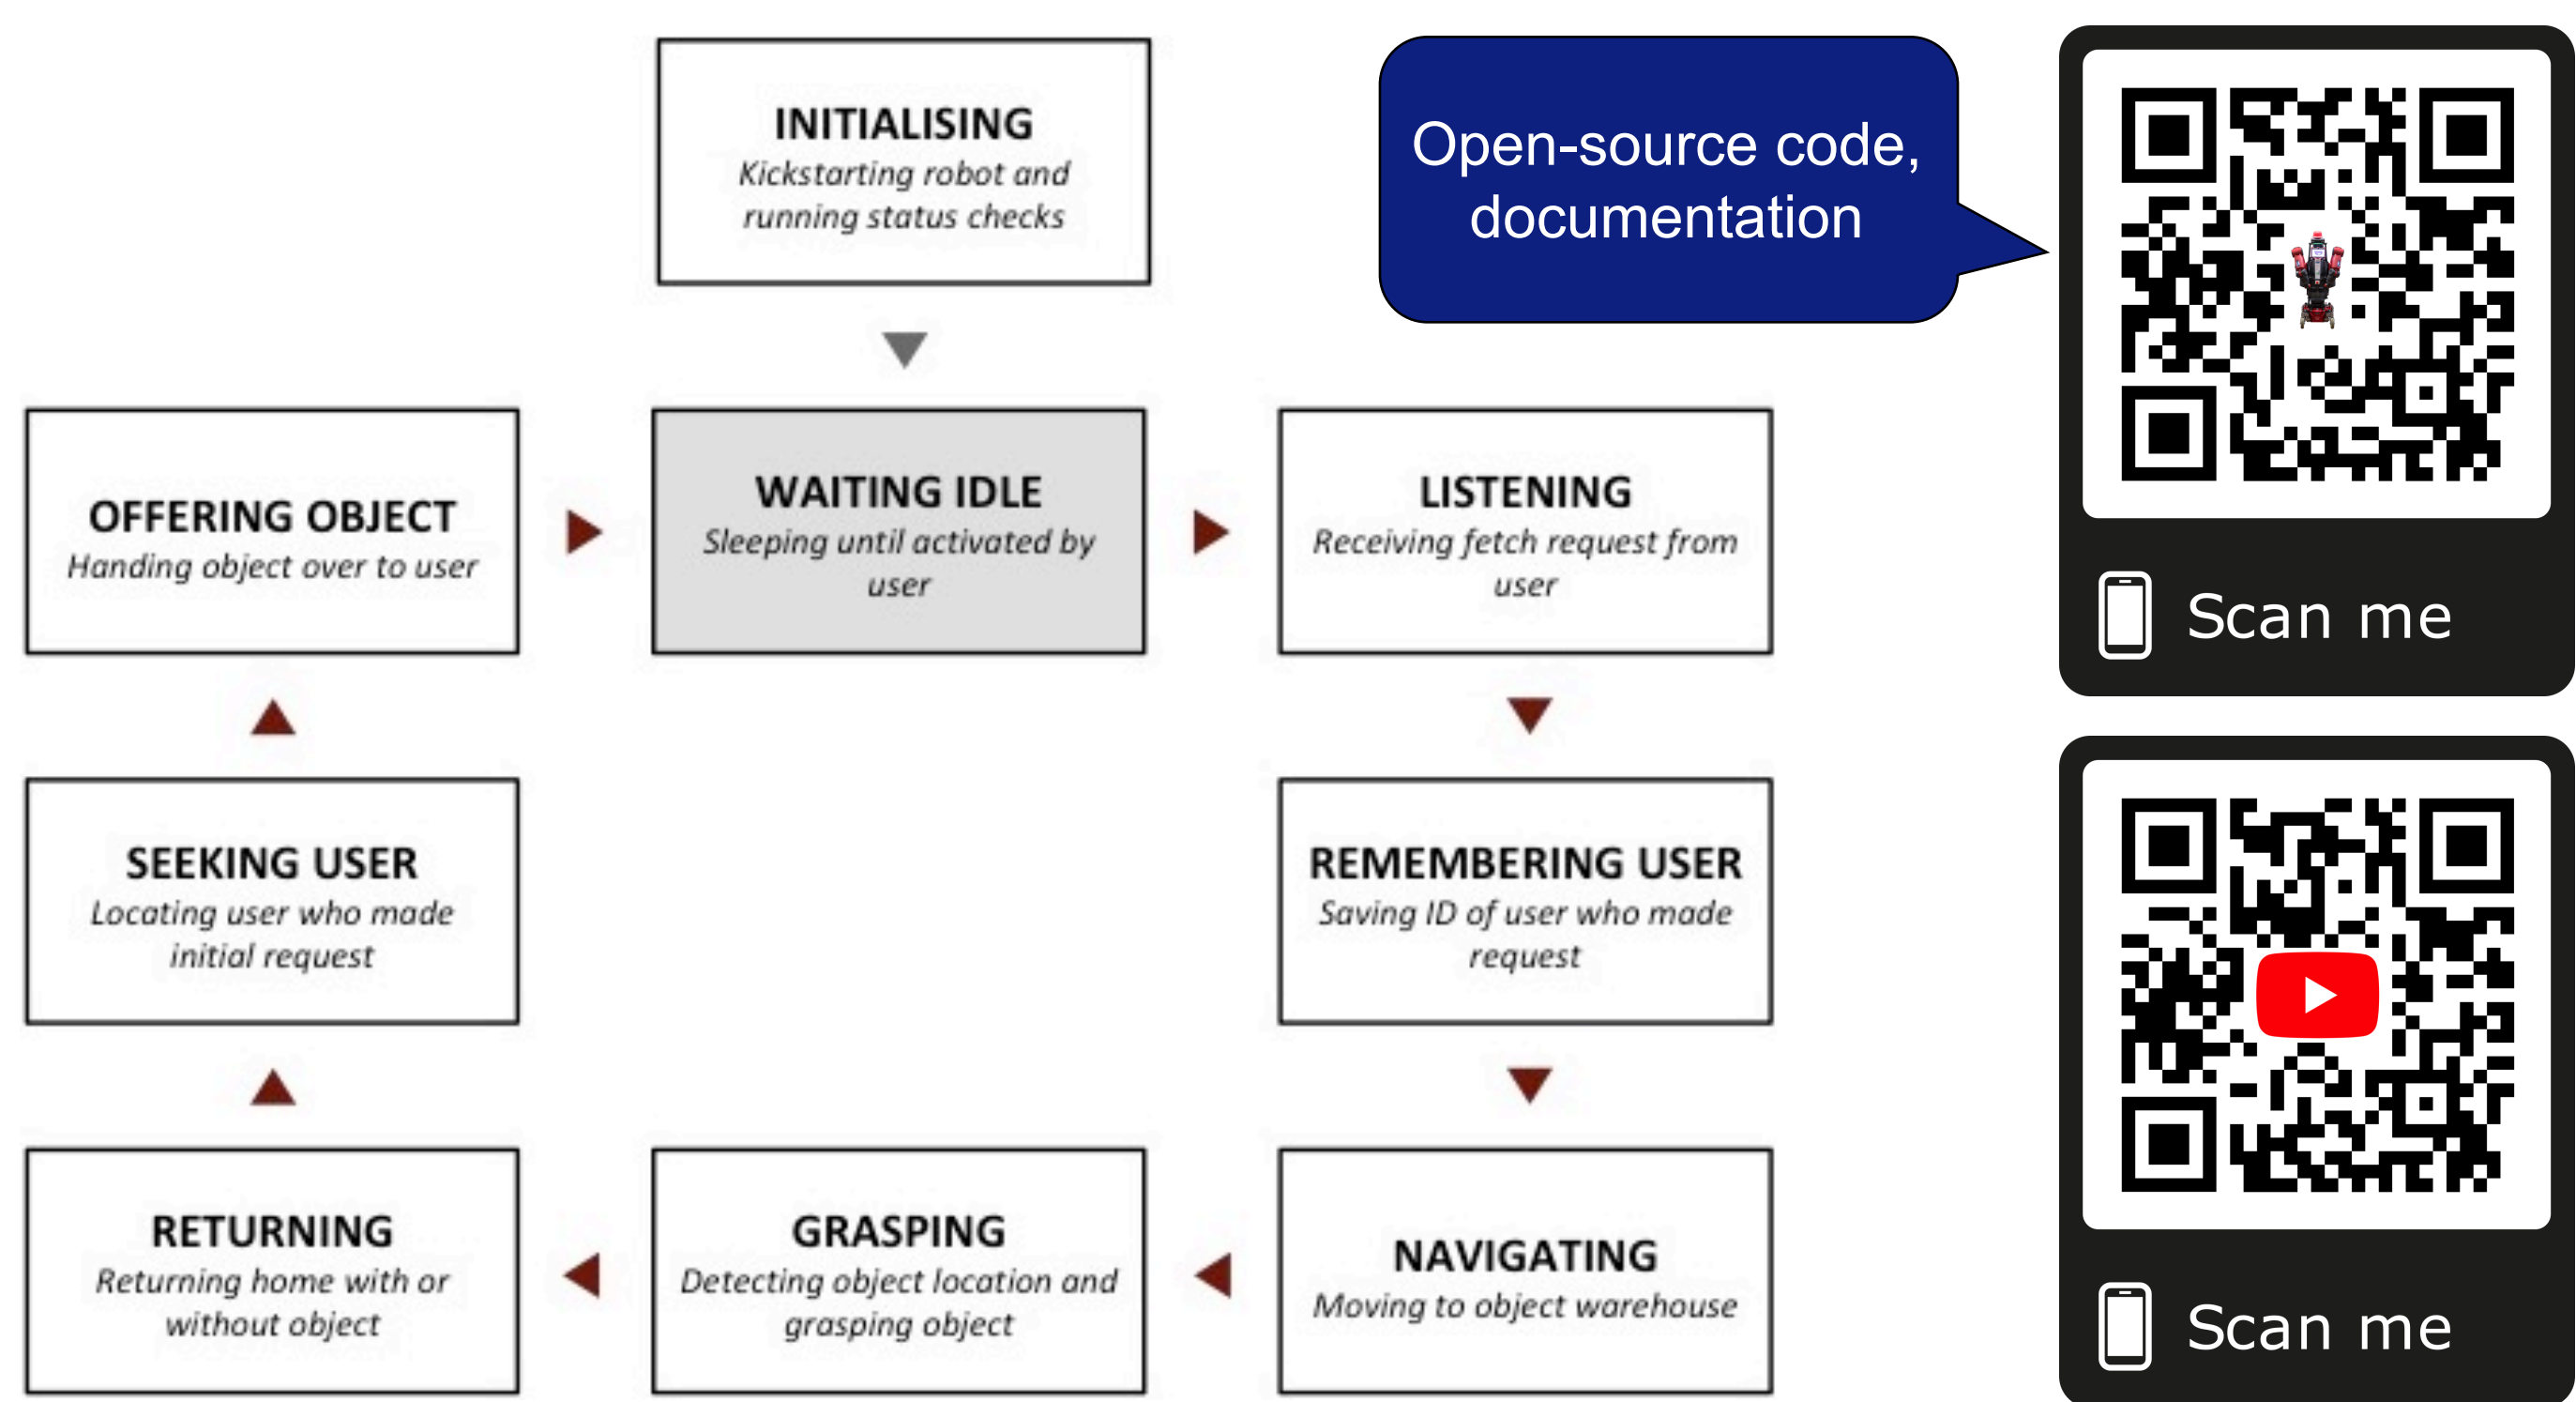 INITIALISING
Kickstarting robot and
running status checks
Open-source code,
documentation
OFFERING OBJECT
Handing object over to user
WAITING IDLE
Sleeping until activated by
user
LISTENING
Receiving fetch request from
user
Scan me
SEEKING USER
Locating user who made
initial request
REMEMBERING USER
Saving ID of user who made
request
RETURNING
Returning home with or
without object
GRASPING
Detecting object location and
grasping object
NAVIGATING
Moving to object warehouse
Scan me